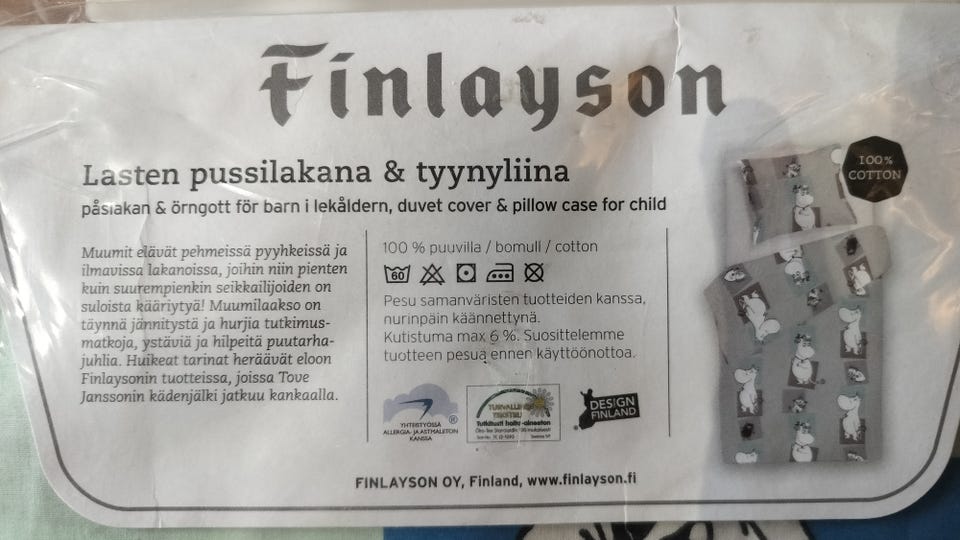 Finlayson
Lasten pussilakana & tyynyliina
påslakan & örngott för barn i lekåldern, duvet cover & pillow case for child
Muumit elävät pehmeissä pyyhkeissä ja
ilmavissa lakanoissa, joihin niin pienten
kuin suurempienkin seikkailijoiden on
suloista kääriytyä! Muumilaakso on
täynnä jännitystä ja hurjia tutkimus-
matkoja, ystäviä ja hilpeitä puutarha-
juhlia. Huikeat tarinat heräävät eloon
Finlaysonin tuotteissa, joissa Tove
Janssonin kädenjälki jatkuu kankaalla.
100 % puuvilla / bomull / cotton
60
Pesu samanväristen tuotteiden kanssa,
nurinpäin käännettynä.
Kutistuma max 6 %. Suosittelemme
tuotteen pesua ennen käyttöönottoa.
®
YHTEISTYÖSSÄ
ALLERGIA- JA ASTMALIITON
KANSSA
Tutkitusti haitta-aineeton
DESIGN
FINLAND
100%
COTTON
FINLAYSON OY, Finland, www.finlayson.fi